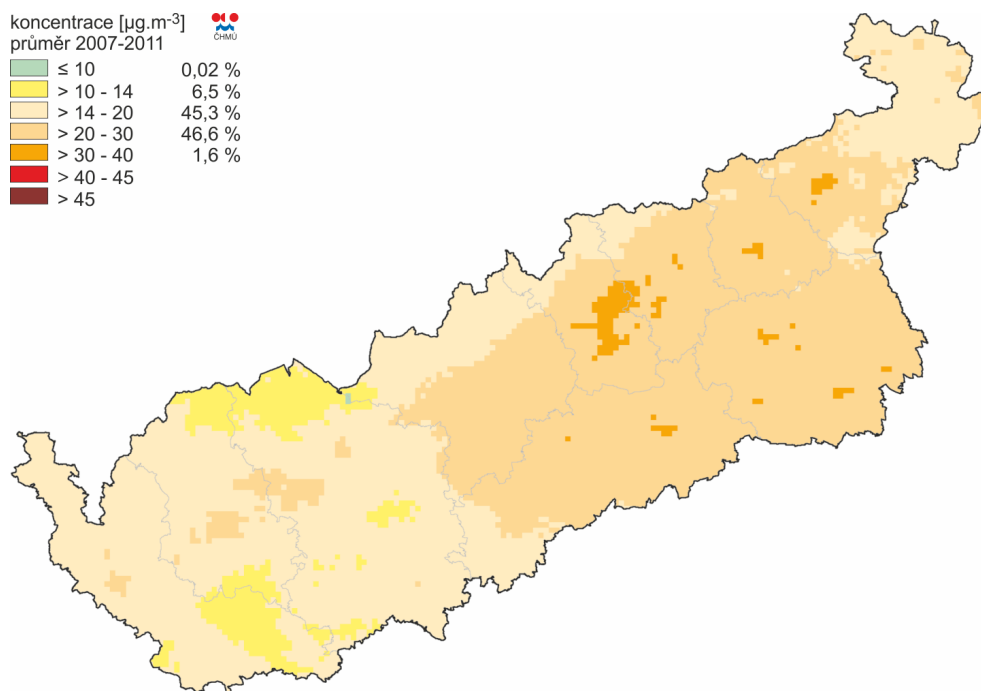 koncentrace [µg.m⁻³]
průměr 2007-2011
ČHMÚ
≤ 10 0,02 %
> 10 - 14 6,5 %
> 14 - 20 45,3 %
> 20 - 30 46,6 %
> 30 - 40 1,6 %
> 40 - 45
> 45